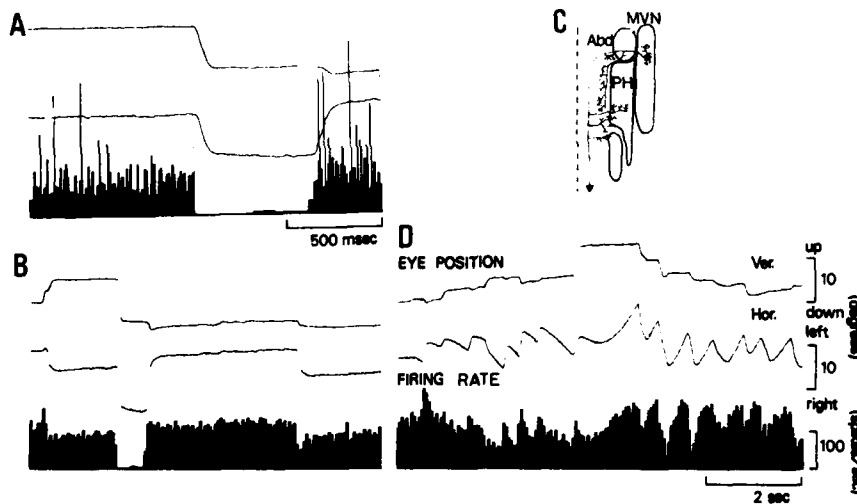 A
500 msec
C
MVN
Abd
PH
B
D
EYE POSITION
Ver.
up
10
down
Hor.
left
10
right
FIRING RATE
100
2 sec